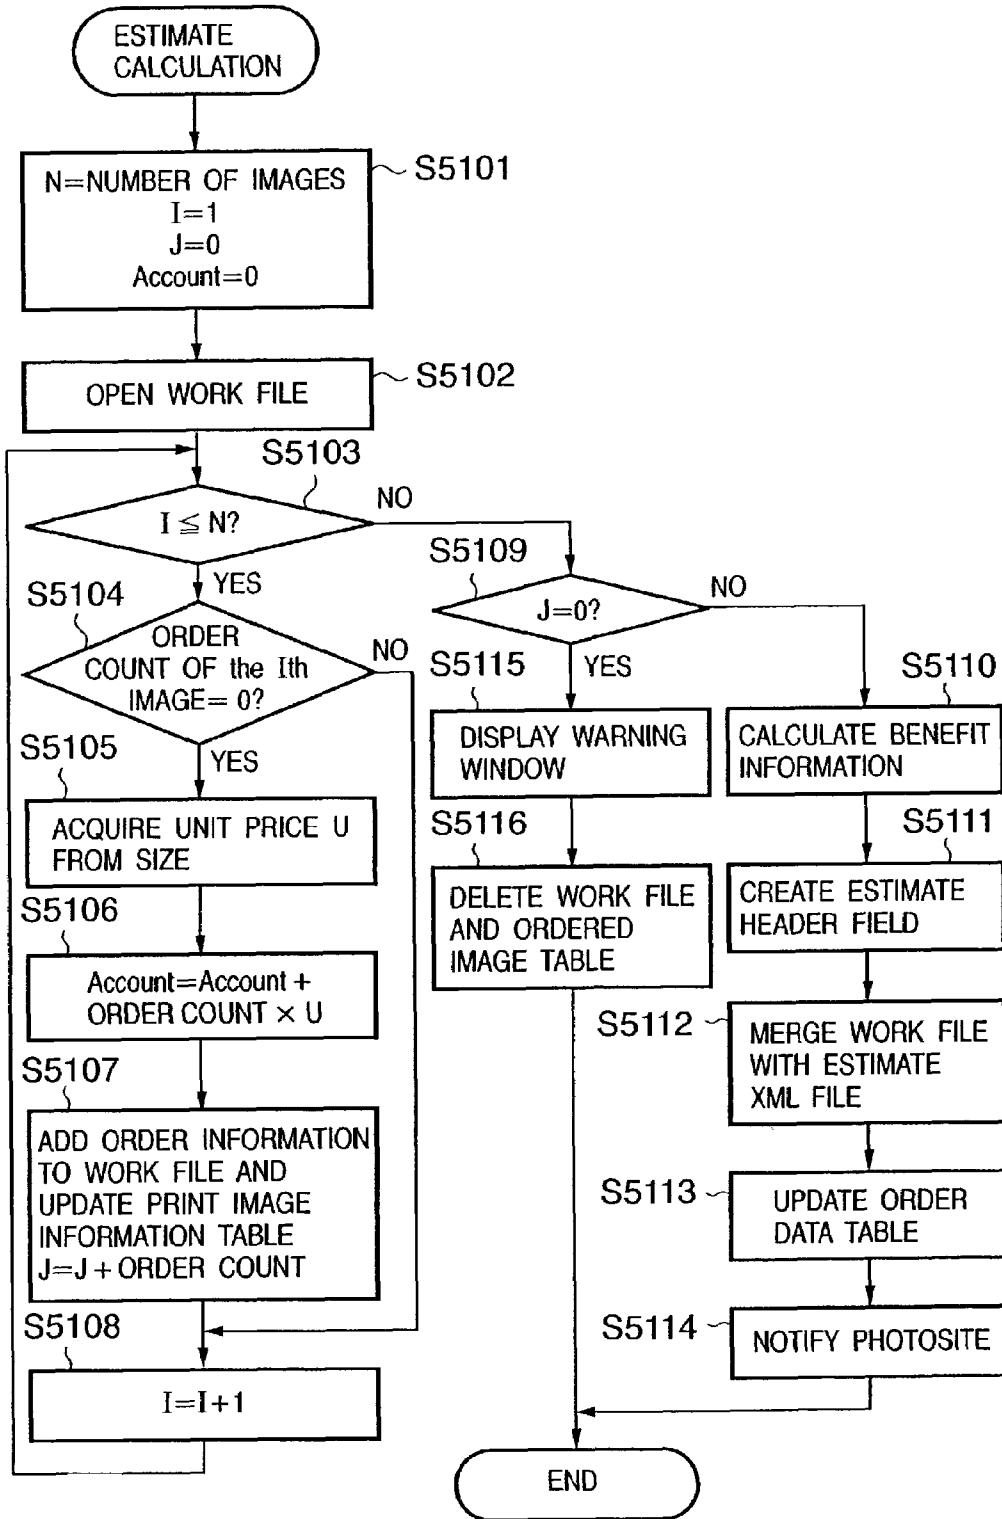 ESTIMATE
CALCULATION
N=NUMBER OF IMAGES
I=1
J=0
Account=0
S5101
OPEN WORK FILE
S5102
S5103
I≦N?
NO
YES
S5104
ORDER
COUNT OF the Ith
IMAGE= 0?
NO
YES
S5105
ACQUIRE UNIT PRICE U
FROM SIZE
S5106
Account=Account+
ORDER COUNT × U
S5107
ADD ORDER INFORMATION
TO WORK FILE AND
UPDATE PRINT IMAGE
INFORMATION TABLE
J=J+ORDER COUNT
S5108
I=I+1
S5109
J=0?
NO
YES
S5115
DISPLAY WARNING
WINDOW
S5116
DELETE WORK FILE
AND ORDERED
IMAGE TABLE
S5110
CALCULATE BENEFIT
INFORMATION
S5111
CREATE ESTIMATE
HEADER FIELD
S5112
MERGE WORK FILE
WITH ESTIMATE
XML FILE
S5113
UPDATE ORDER
DATA TABLE
S5114
NOTIFY PHOTOSITE
END